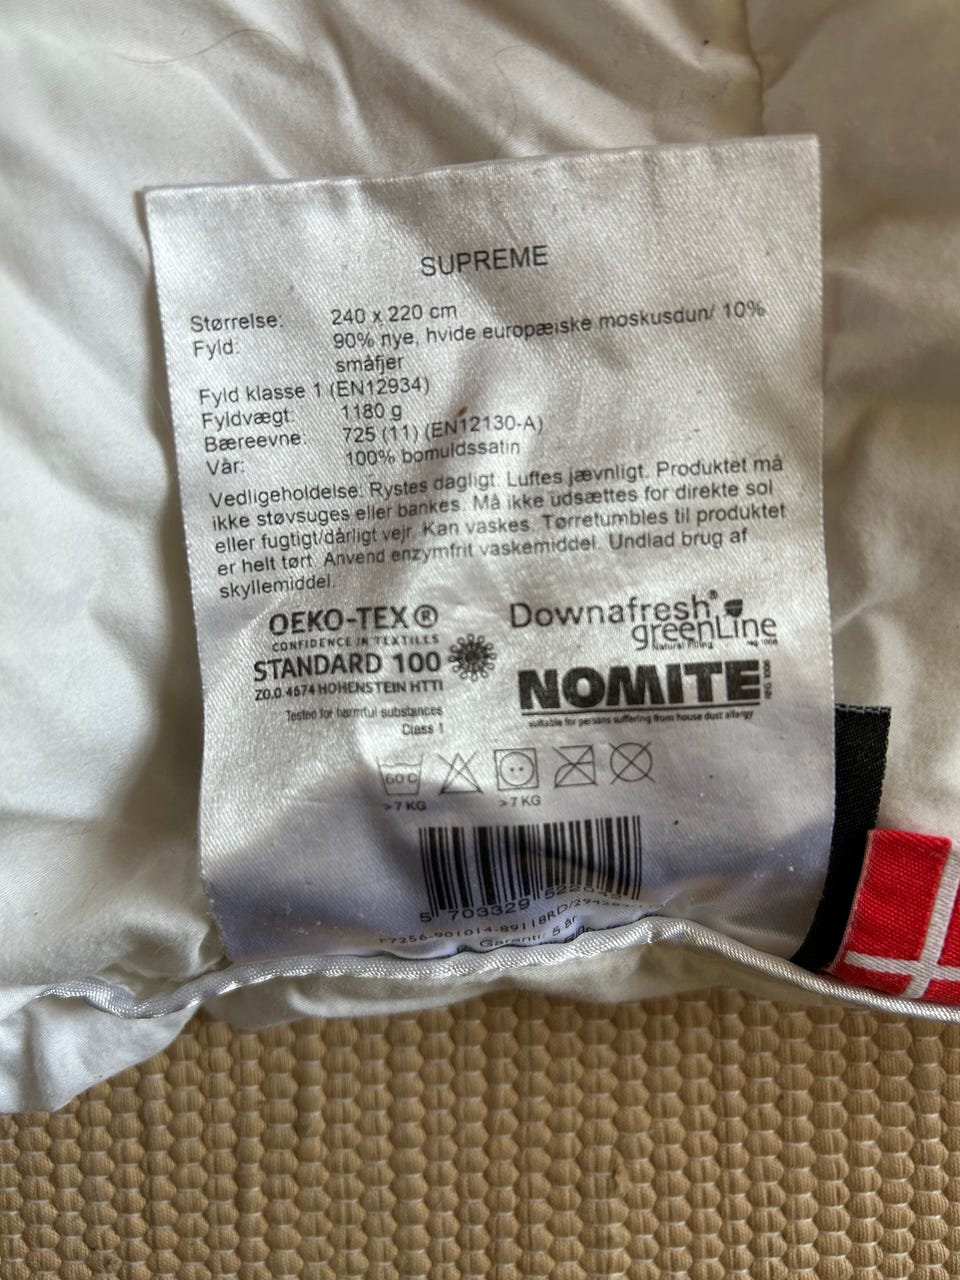 SUPREME
Størrelse: 240 x 220 cm
Fyld: 90% nye, hvide europæiske moskusdun/ 10%
småfjer
Fyld klasse 1 (EN12934)
Fyldvægt: 1180 g
Bæreevne: 725 (11) (EN12130-A)
Vår: 100% bomuldssatin
Vedligeholdelse: Rystes dagligt. Luftes jævnligt. Produktet må
ikke støvsuges eller bankes. Må ikke udsættes for direkte sol
eller fugtigt/dårligt vejr. Kan vaskes. Tørretumbles til produktet
er helt tørt. Anvend enzymfrit vaskemiddel. Undlad brug af
skyllemiddel.
OEKO-TEX®
CONFIDENCE IN TEXTILES
STANDARD 100
ZO.0.4674 HOHENSTEIN HTTI
Tested for harmful substances
Class 1
Downafresh®
greenLine
Natural Filling
NOMITE
suitable for persons suffering from house dust allergy
60°C
>7 KG >7 KG
5 703329
Garanti: 5 år